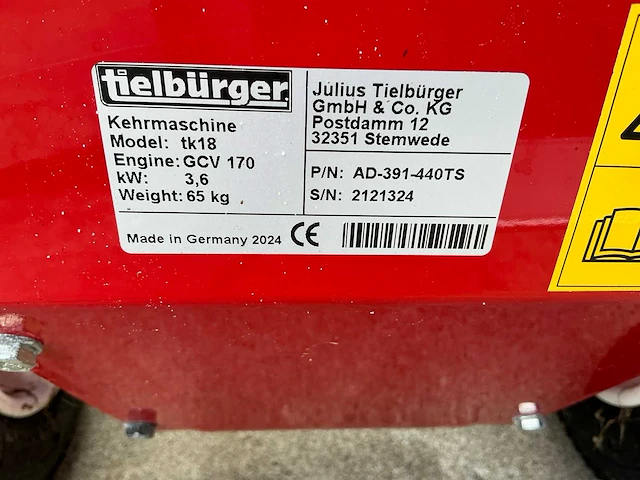 tielbürger
Kehrmaschine
Model: tk18
Engine: GCV 170
kW: 3,6
Weight: 65 kg
Julius Tielbürger
GmbH & Co. KG
Postdamm 12
32351 Stemwede
P/N: AD-391-440TS
S/N: 2121324
Made in Germany 2024 CE